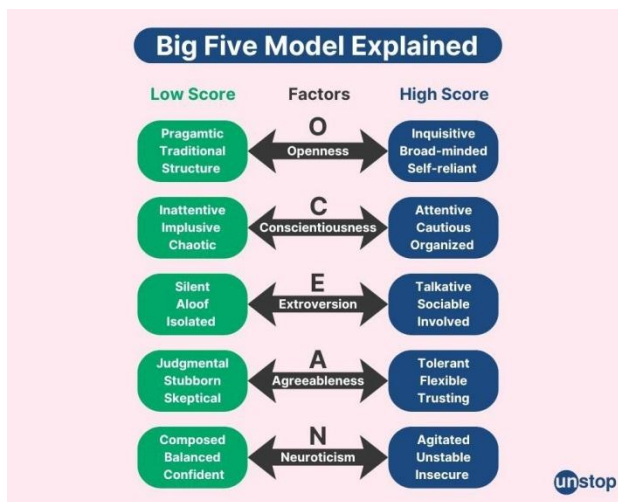 Big Five Model Explained
Low Score Factors High Score
O
Pragamtic
Traditional
Structure
Openness
Inquisitive
Broad-minded
Self-reliant
C
Inattentive
Implusive
Chaotic
Conscientiousness
Attentive
Cautious
Organized
E
Silent
Aloof
Isolated
Extroversion
Talkative
Sociable
Involved
A
Judgmental
Stubborn
Skeptical
Agreeableness
Tolerant
Flexible
Trusting
N
Composed
Balanced
Confident
Neuroticism
Agitated
Unstable
Insecure
unstop